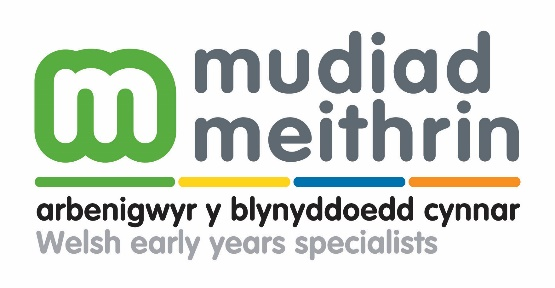 m mudiad
meithrin
arbenigwyr y blynyddoedd cynnar
Welsh early years specialists